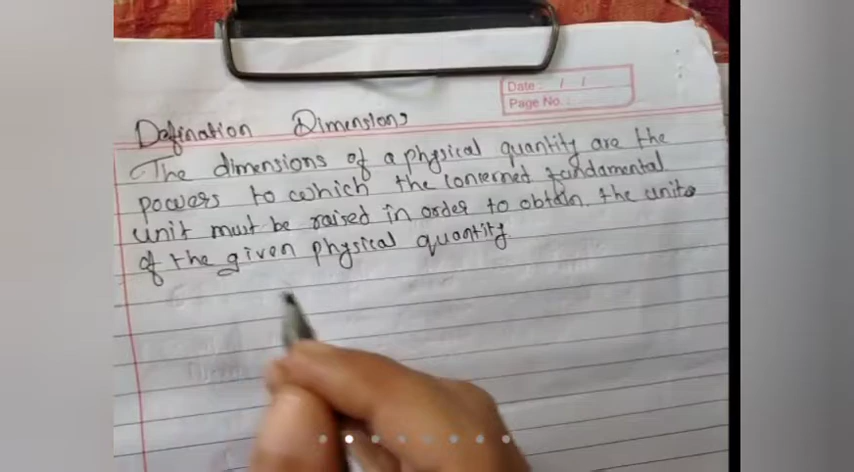 Date : / /
Page No. :
Defination Dimensions
The dimensions of a physical quantity are the
powers to which the concerned fundamental
unit must be raised in order to obtain the units
of the given physical quantity